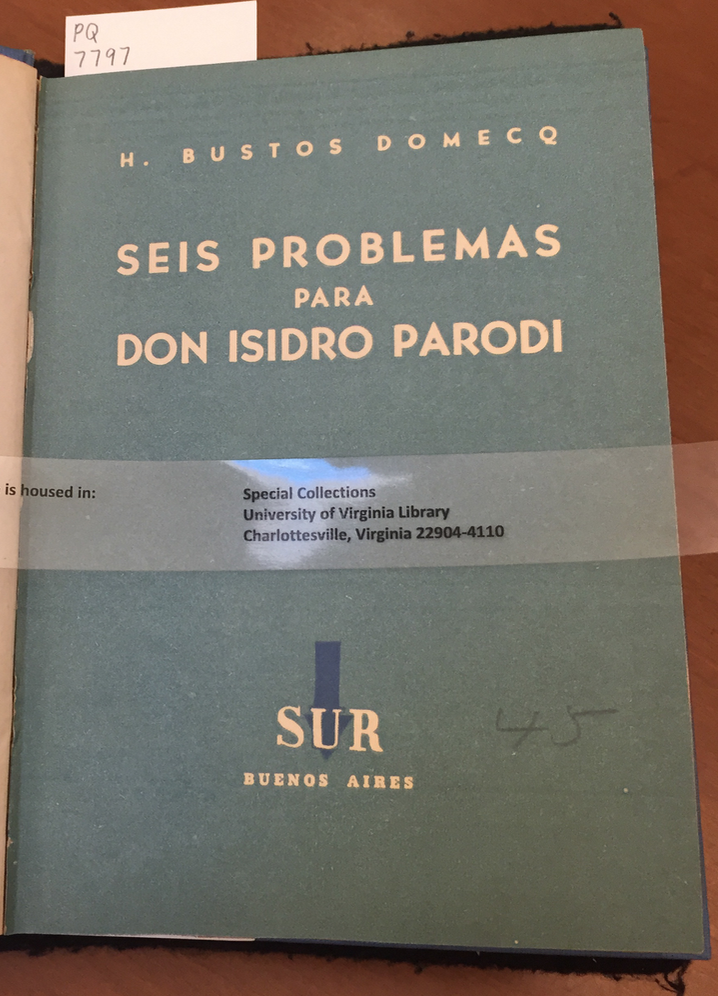 PQ
7797
H. BUSTOS DOMECQ
SEIS PROBLEMAS
PARA
DON ISIDRO PARODI
is housed in:
Special Collections
University of Virginia Library
Charlottesville, Virginia 22904-4110
SUR
BUENOS AIRES
45